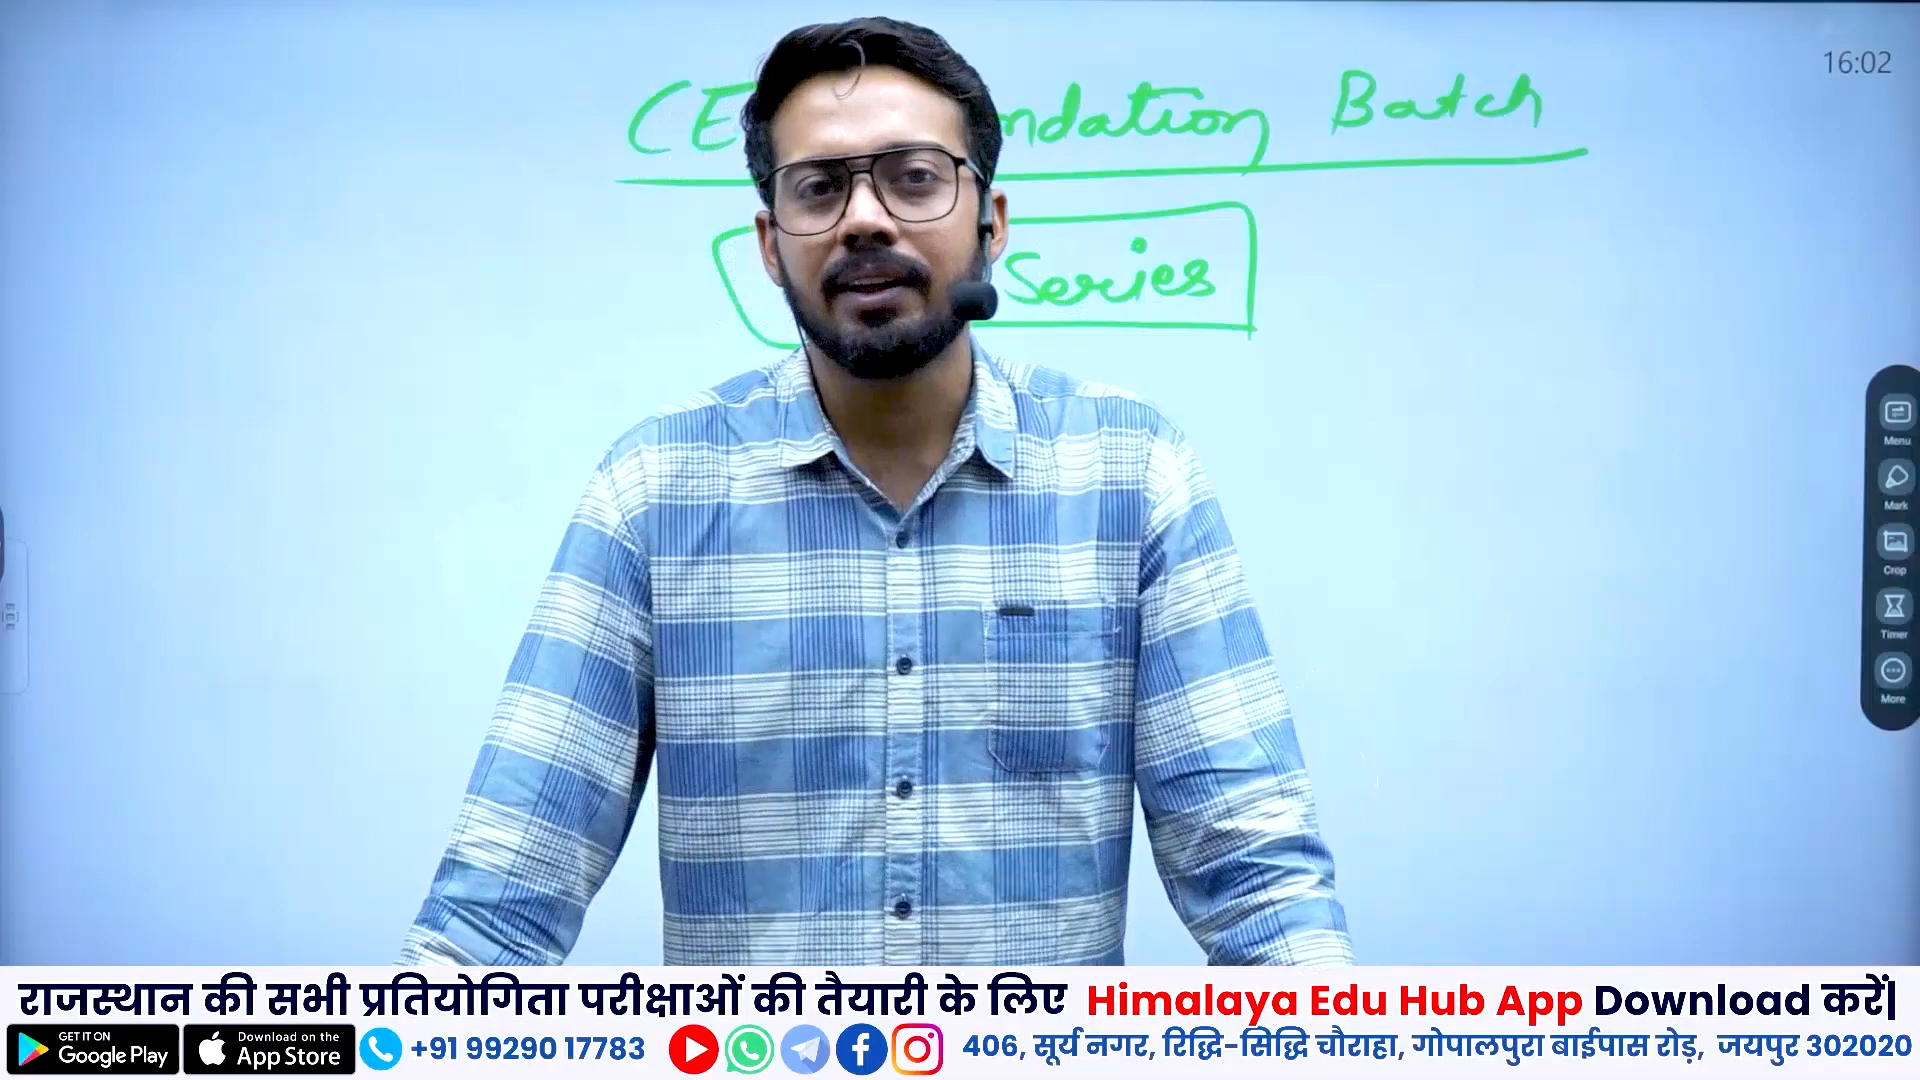 16:02
CE ndation Batch
Series
Menu
Mark
Crop
Timer
More
राजस्थान की सभी प्रतियोगिता परीक्षाओं की तैयारी के लिए Himalaya Edu Hub App Download करें|
GET IT ON
Google Play
Download on the
App Store
+91 99290 17783
406, सूर्य नगर, रिद्धि-सिद्धि चौराहा, गोपालपुरा बाईपास रोड़, जयपुर 302020